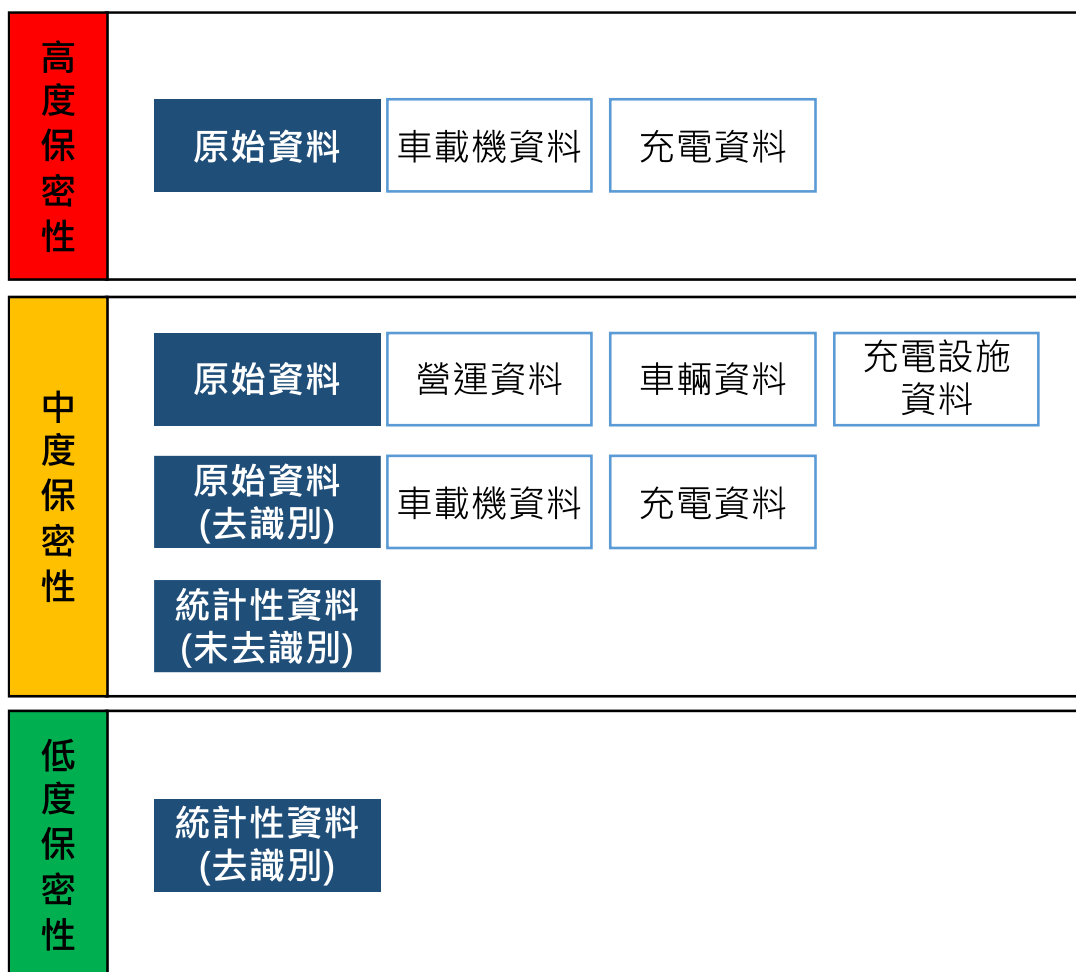 高度保密性
原始資料
車載機資料
充電資料
中度保密性
原始資料
營運資料
車輛資料
充電設施
資料
原始資料
(去識別)
車載機資料
充電資料
統計性資料
(未去識別)
低度保密性
統計性資料
(去識別)